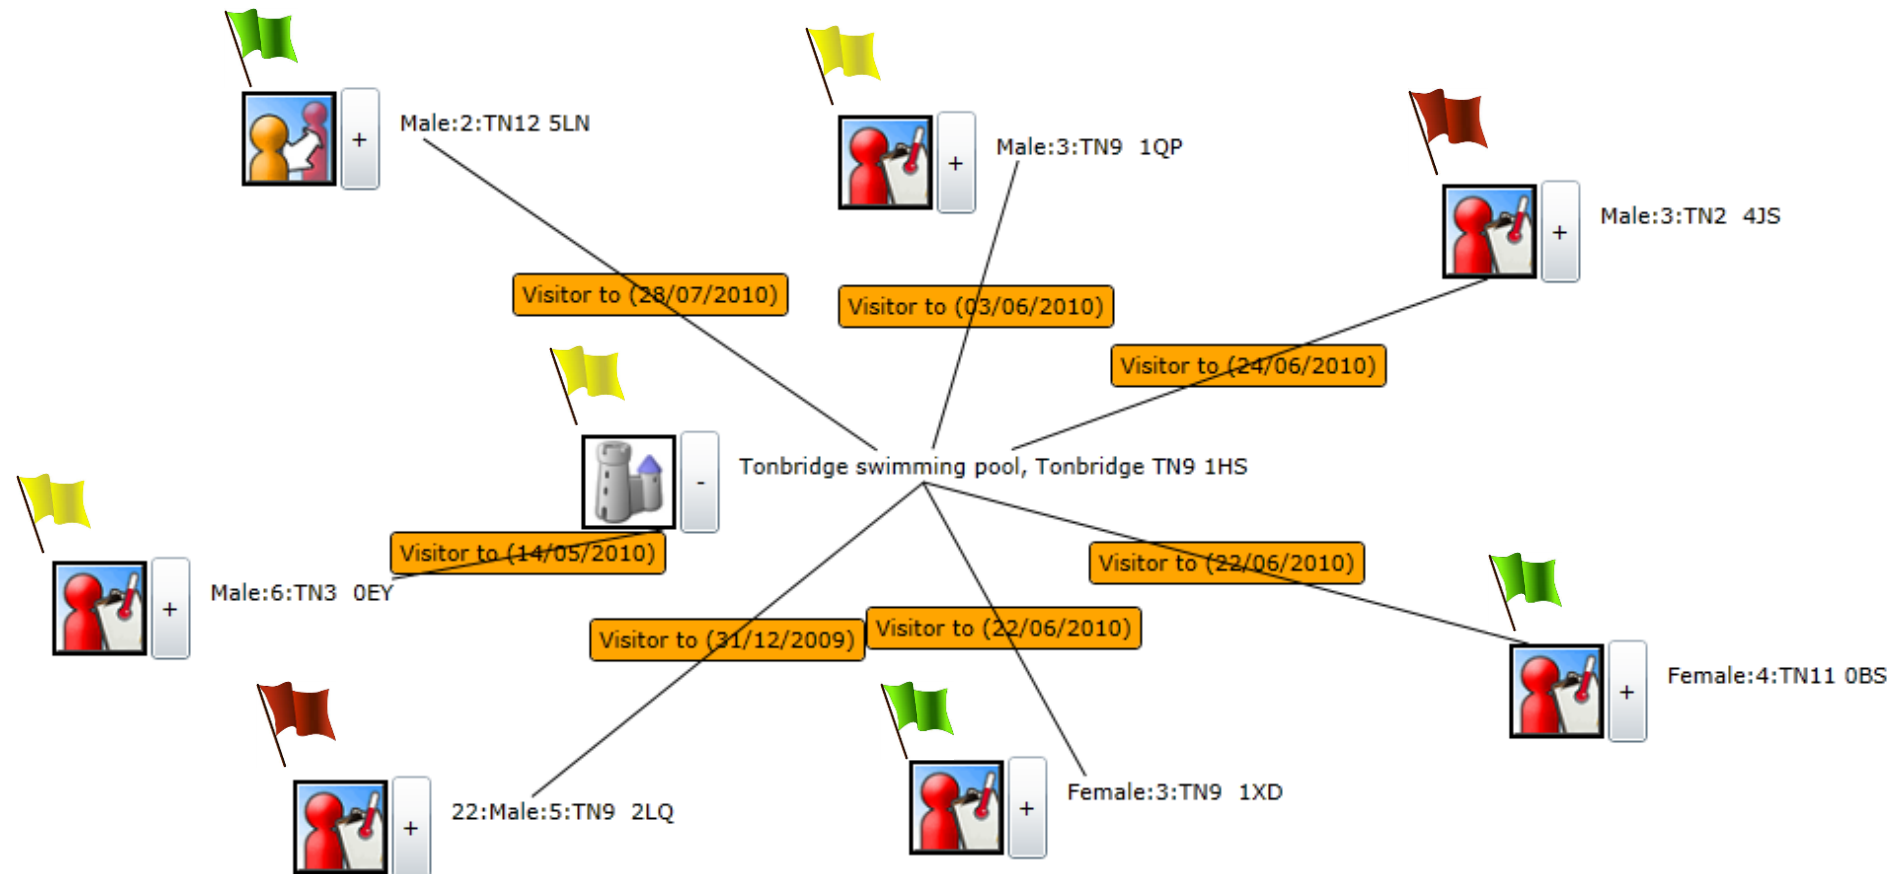 Male:2:TN12 5LN
+
Male:3:TN9 1QP
+
Male:3:TN2 4JS
+
Visitor to (28/07/2010)
Visitor to (03/06/2010)
Visitor to (24/06/2010)
Tonbridge swimming pool, Tonbridge TN9 1HS
-
Visitor to (14/05/2010)
Visitor to (22/06/2010)
Male:6:TN3 0EY
+
Visitor to (31/12/2009)
Visitor to (22/06/2010)
Female:4:TN11 0BS
+
22:Male:5:TN9 2LQ
+
Female:3:TN9 1XD
+